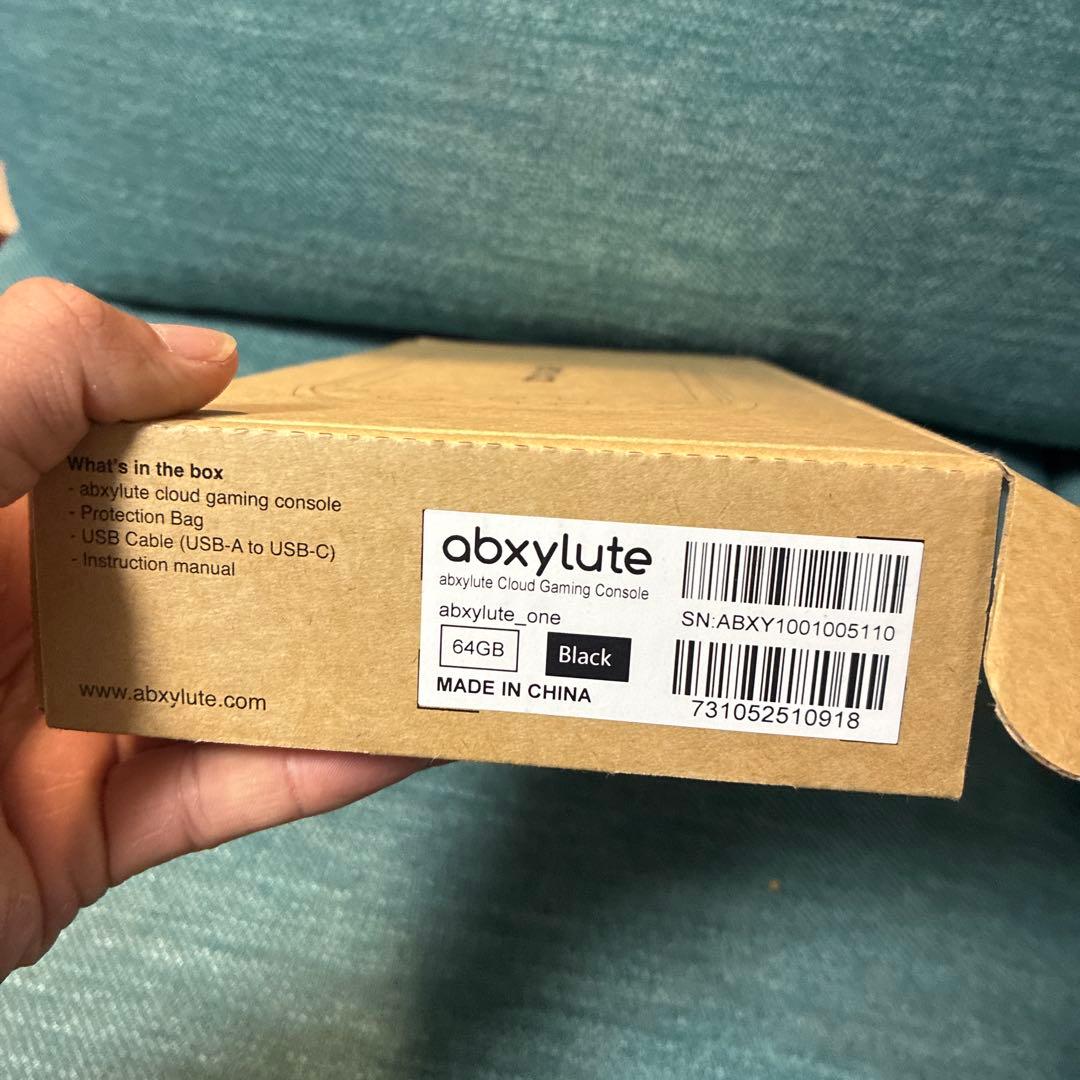 What's in the box
- abxylute cloud gaming console
- Protection Bag
- USB Cable (USB-A to USB-C)
- Instruction manual
www.abxylute.com
abxylute
abxylute Cloud Gaming Console
abxylute_one
64GB
Black
MADE IN CHINA
SN:ABXY1001005110
731052510918